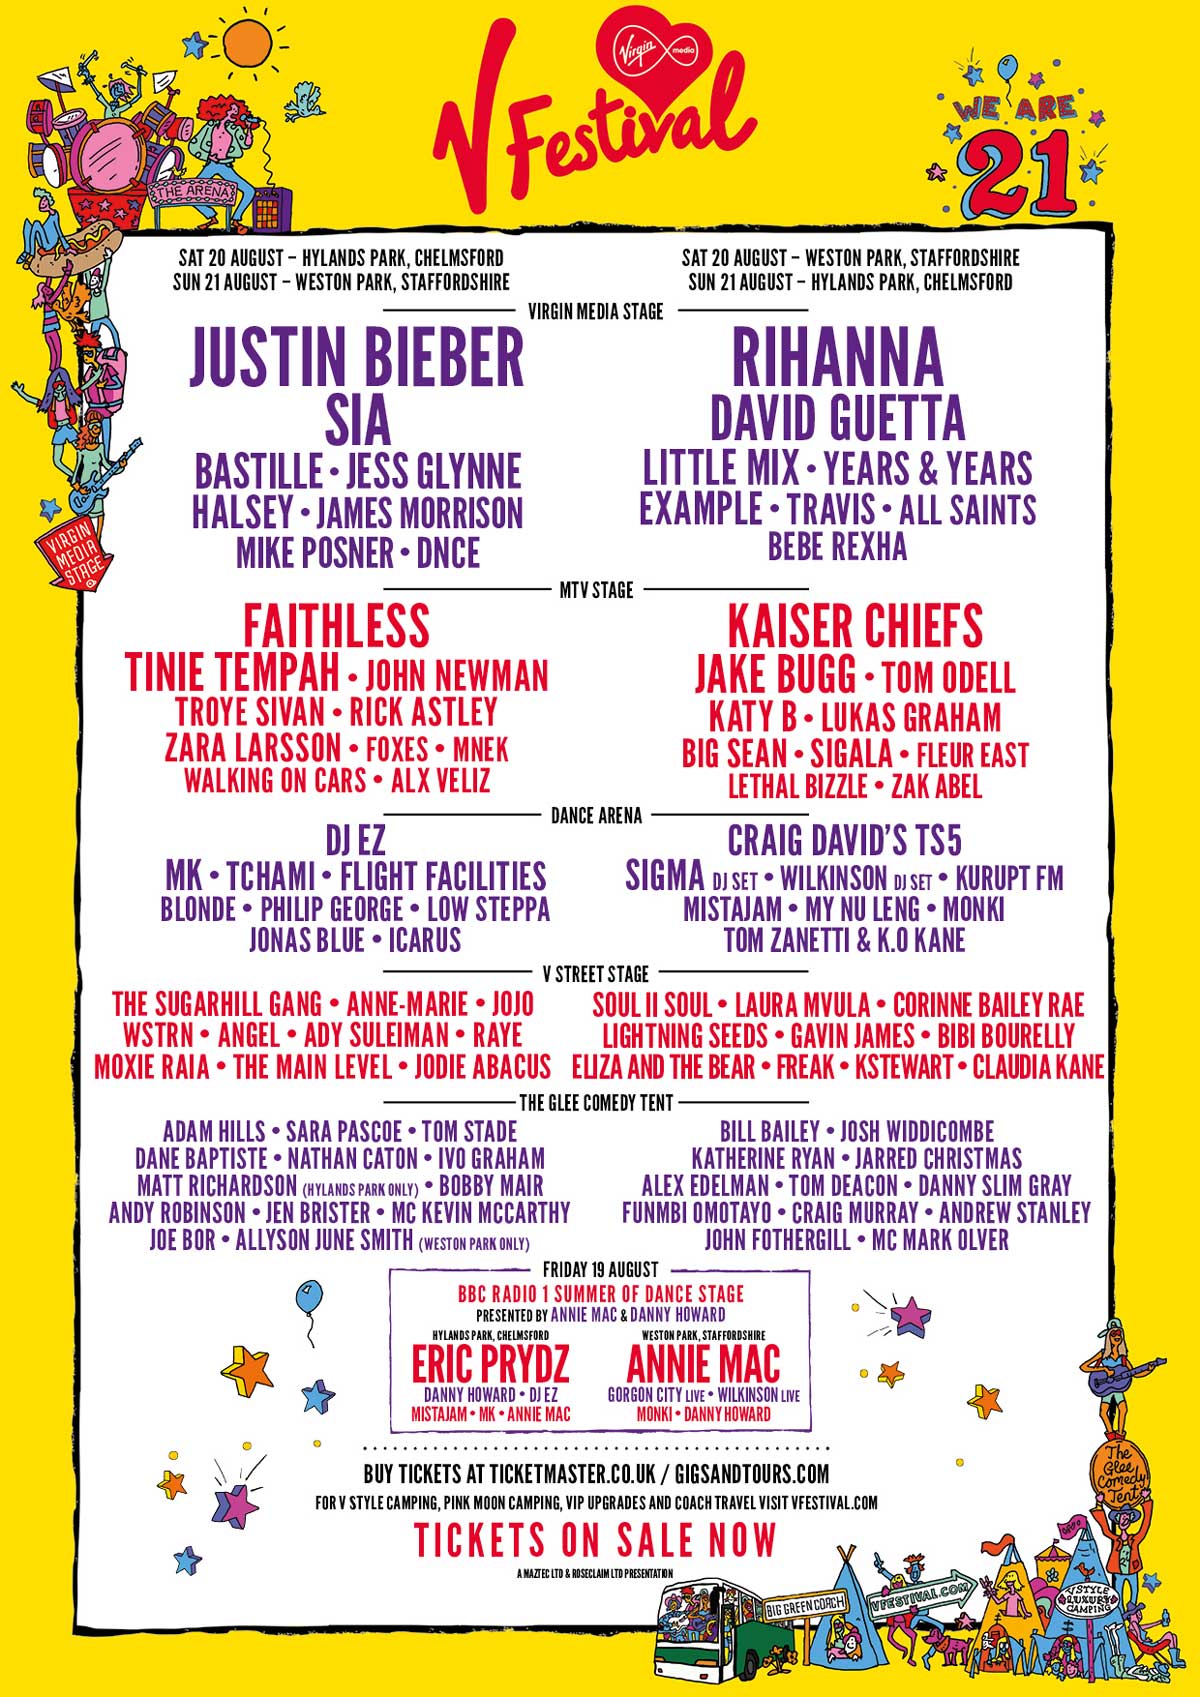 Virgin media
V Festival
WE ARE
21
THE ARENA
SAT 20 AUGUST – HYLANDS PARK, CHELMSFORD
SUN 21 AUGUST – WESTON PARK, STAFFORDSHIRE
SAT 20 AUGUST – WESTON PARK, STAFFORDSHIRE
SUN 21 AUGUST – HYLANDS PARK, CHELMSFORD
VIRGIN MEDIA STAGE
JUSTIN BIEBER
SIA
BASTILLE • JESS GLYNNE
HALSEY • JAMES MORRISON
MIKE POSNER • DNCE
RIHANNA
DAVID GUETTA
LITTLE MIX • YEARS & YEARS
EXAMPLE • TRAVIS • ALL SAINTS
BEBE REXHA
VIRGIN
MEDIA
STAGE
MTV STAGE
FAITHLESS
TINIE TEMPAH • JOHN NEWMAN
TROYE SIVAN • RICK ASTLEY
ZARA LARSSON • FOXES • MNEK
WALKING ON CARS • ALX VELIZ
KAISER CHIEFS
JAKE BUGG • TOM ODELL
KATY B • LUKAS GRAHAM
BIG SEAN • SIGALA • FLEUR EAST
LETHAL BIZZLE • ZAK ABEL
DANCE ARENA
DJ EZ
MK • TCHAMI • FLIGHT FACILITIES
BLONDE • PHILIP GEORGE • LOW STEPPA
JONAS BLUE • ICARUS
CRAIG DAVID'S TS5
SIGMA DJ SET • WILKINSON DJ SET • KURUPT FM
MISTAJAM • MY NU LENG • MONKI
TOM ZANETTI & K.O KANE
V STREET STAGE
THE SUGARHILL GANG • ANNE-MARIE • JOJO
WSTRN • ANGEL • ADY SULEIMAN • RAYE
MOXIE RAIA • THE MAIN LEVEL • JODIE ABACUS
SOUL II SOUL • LAURA MVULA • CORINNE BAILEY RAE
LIGHTNING SEEDS • GAVIN JAMES • BIBI BOURELLY
ELIZA AND THE BEAR • FREAK • KSTEWART • CLAUDIA KANE
THE GLEE COMEDY TENT
ADAM HILLS • SARA PASCOE • TOM STADE
DANE BAPTISTE • NATHAN CATON • IVO GRAHAM
MATT RICHARDSON (HYLANDS PARK ONLY) • BOBBY MAIR
ANDY ROBINSON • JEN BRISTER • MC KEVIN MCCARTHY
JOE BOR • ALLYSON JUNE SMITH (WESTON PARK ONLY)
BILL BAILEY • JOSH WIDDICOMBE
KATHERINE RYAN • JARRED CHRISTMAS
ALEX EDELMAN • TOM DEACON • DANNY SLIM GRAY
FUNMBI OMOTAYO • CRAIG MURRAY • ANDREW STANLEY
JOHN FOTHERGILL • MC MARK OLVER
FRIDAY 19 AUGUST
BBC RADIO 1 SUMMER OF DANCE STAGE
PRESENTED BY ANNIE MAC & DANNY HOWARD
HYLANDS PARK, CHELMSFORD
ERIC PRYDZ
DANNY HOWARD • DJ EZ
MISTAJAM • MK • ANNIE MAC
WESTON PARK, STAFFORDSHIRE
ANNIE MAC
GORGON CITY LIVE • WILKINSON LIVE
MONKI • DANNY HOWARD
BUY TICKETS AT TICKETMASTER.CO.UK / GIGSANDTOURS.COM
FOR V STYLE CAMPING, PINK MOON CAMPING, VIP UPGRADES AND COACH TRAVEL VISIT VFESTIVAL.COM
TICKETS ON SALE NOW
A MAZTEC LTD & ROSECLAIM LTD PRESENTATION
The
Glee
Comedy
Tent
BIG GREEN COACH
VFESTIVAL.COM
V STYLE
LUXURY
CAMPING